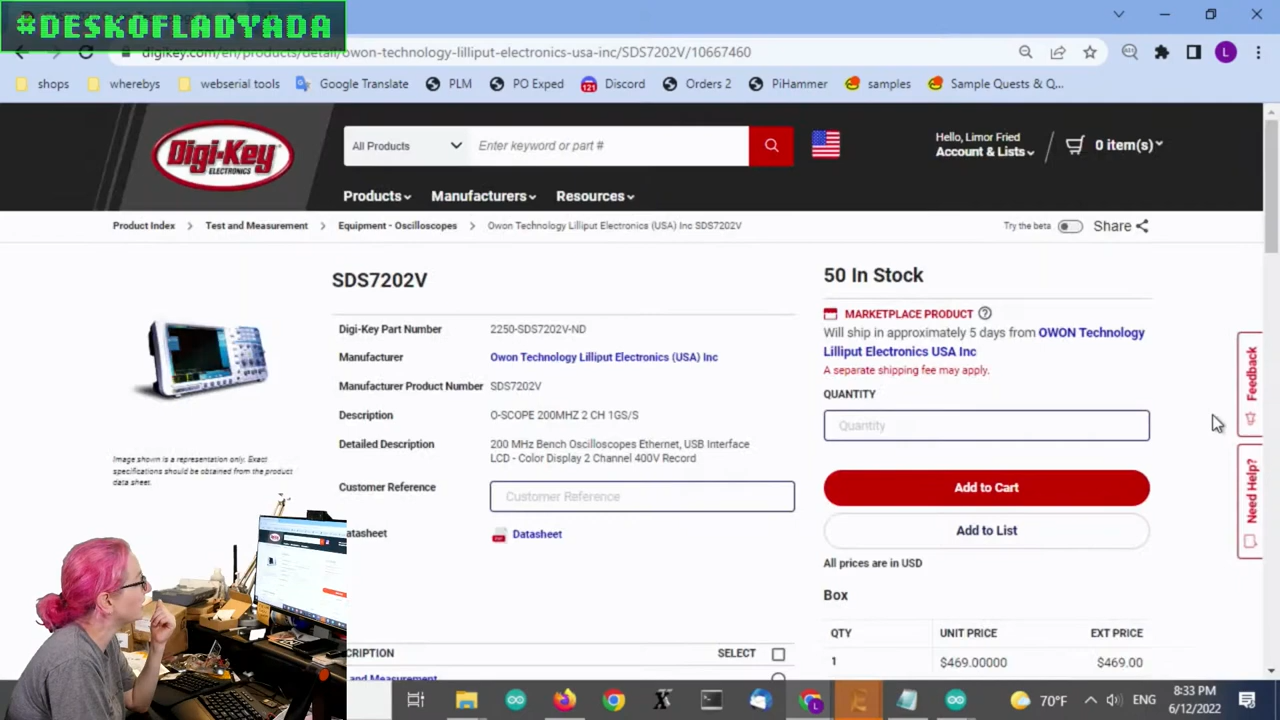 #DESKOFLADYADA
digikey.com/en/products/detail/owon-technology-lilliput-electronics-usa-inc/SDS7202V/10667460
L
shops
wherebys
webserial tools
Google Translate
PLM
PO Exped
121
Discord
Orders 2
PiHammer
samples
Sample Quests & Q...
Digi-Key
ELECTRONICS
All Products
Enter keyword or part #
Hello, Limor Fried
Account & Lists
0 item(s)
Products
Manufacturers
Resources
Product Index > Test and Measurement > Equipment - Oscilloscopes > Owon Technology Lilliput Electronics (USA) Inc SDS7202V
Try the beta
Share
SDS7202V
Digi-Key Part Number 2250-SDS7202V-ND
Manufacturer Owon Technology Lilliput Electronics (USA) Inc
Manufacturer Product Number SDS7202V
Description O-SCOPE 200MHZ 2 CH 1GS/S
Detailed Description 200 MHz Bench Oscilloscopes Ethernet, USB Interface
LCD - Color Display 2 Channel 400V Record
Customer Reference Customer Reference
atasheet Datasheet
Image shown is a representation only. Exact
specifications should be obtained from the product
data sheet.
50 In Stock
MARKETPLACE PRODUCT ?
Will ship in approximately 5 days from OWON Technology
Lilliput Electronics USA Inc
A separate shipping fee may apply.
QUANTITY
Quantity
Add to Cart
Add to List
All prices are in USD
Box
QTY UNIT PRICE EXT PRICE
1 $469.00000 $469.00
CRIPTION SELECT
and Measurement
Feedback
Need Help?
70°F
ENG
8:33 PM
6/12/2022